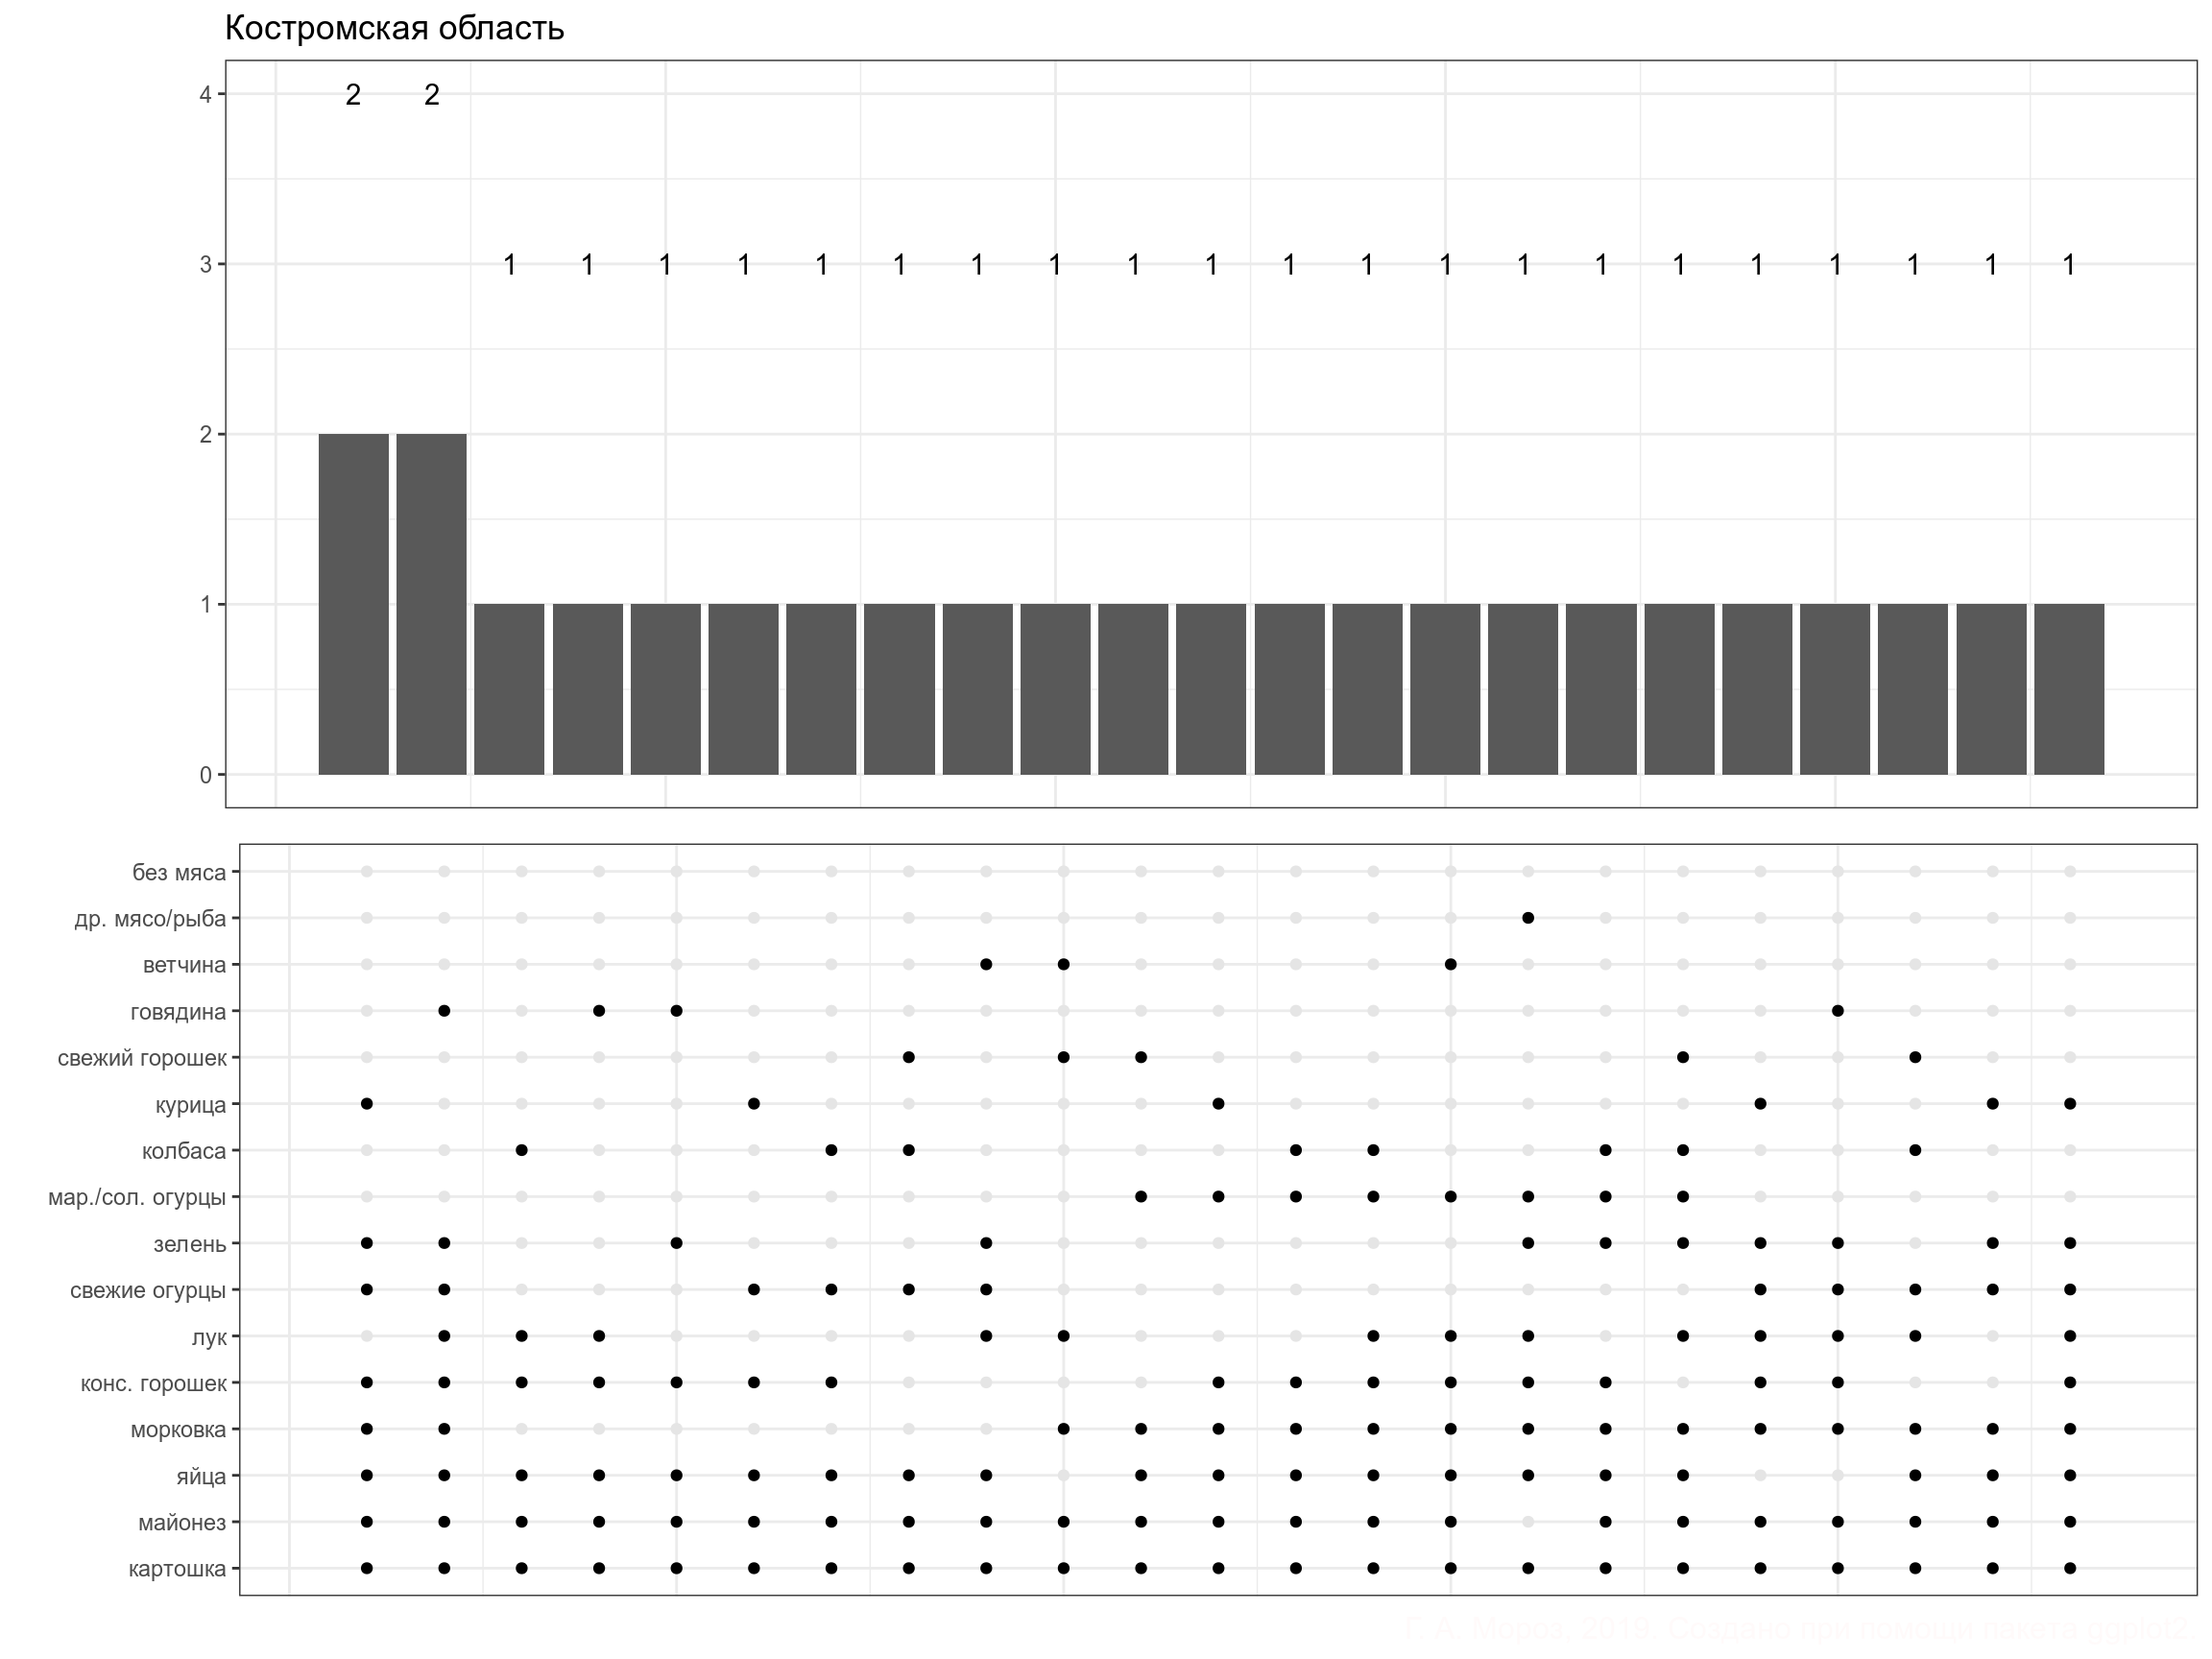 Костромская область
4
2 2
3
1 1 1 1 1 1 1 1 1 1 1 1 1 1 1 1 1 1 1 1 1
2
1
0
без мяса
др. мясо/рыба
ветчина
говядина
свежий горошек
курица
колбаса
мар./сол. огурцы
зелень
свежие огурцы
лук
конс. горошек
морковка
яйца
майонез
картошка
Г. А. Мороз, 2019, Создано при помощи пакета ggplot2.